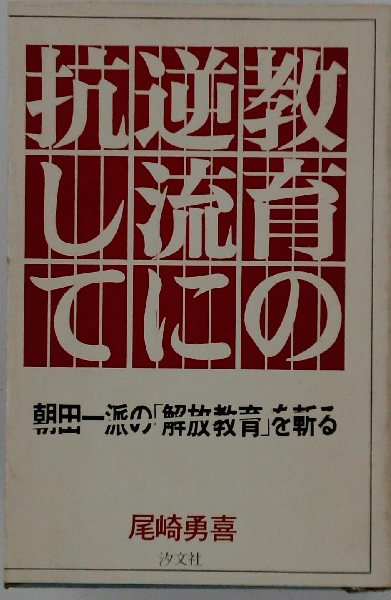 教育の
逆流に
抗して
朝田一派の「解放教育」を斬る
尾崎勇喜
汐文社